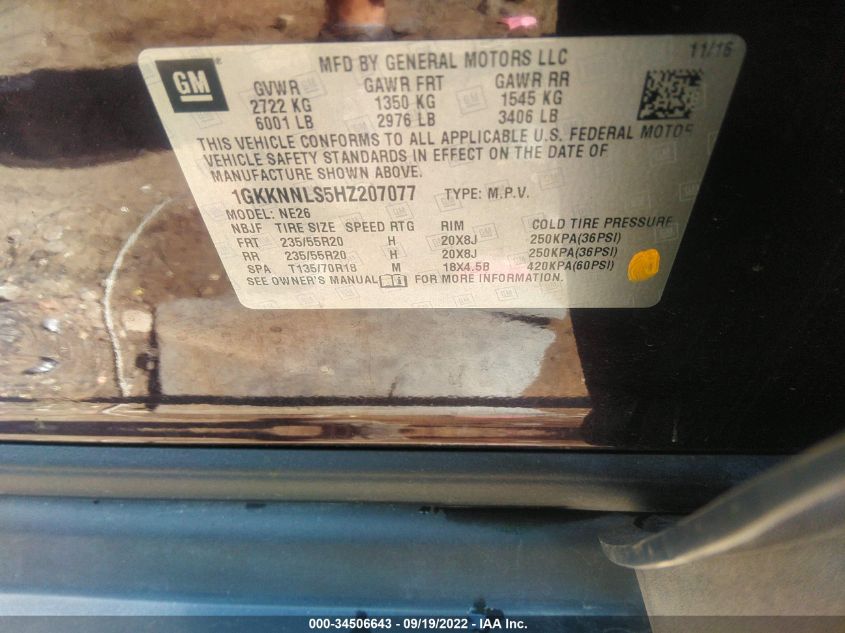 GM
MFD BY GENERAL MOTORS LLC 11/16
GVWR GAWR FRT GAWR RR
2722 KG 1350 KG 1545 KG
6001 LB 2976 LB 3406 LB
THIS VEHICLE CONFORMS TO ALL APPLICABLE U.S. FEDERAL MOTOR
VEHICLE SAFETY STANDARDS IN EFFECT ON THE DATE OF
MANUFACTURE SHOWN ABOVE.
1GKKNNLS5HZ207077 TYPE: M.P.V.
MODEL: NE26
NBJF TIRE SIZE SPEED RTG RIM COLD TIRE PRESSURE
FRT 235/55R20 H 20X8J 250KPA(36PSI)
RR 235/55R20 H 20X8J 250KPA(36PSI)
SPA T135/70R18 M 18X4.5B 420KPA(60PSI)
SEE OWNER'S MANUAL FOR MORE INFORMATION.
000-34506643 / 09/19/2022 - IAA Inc.